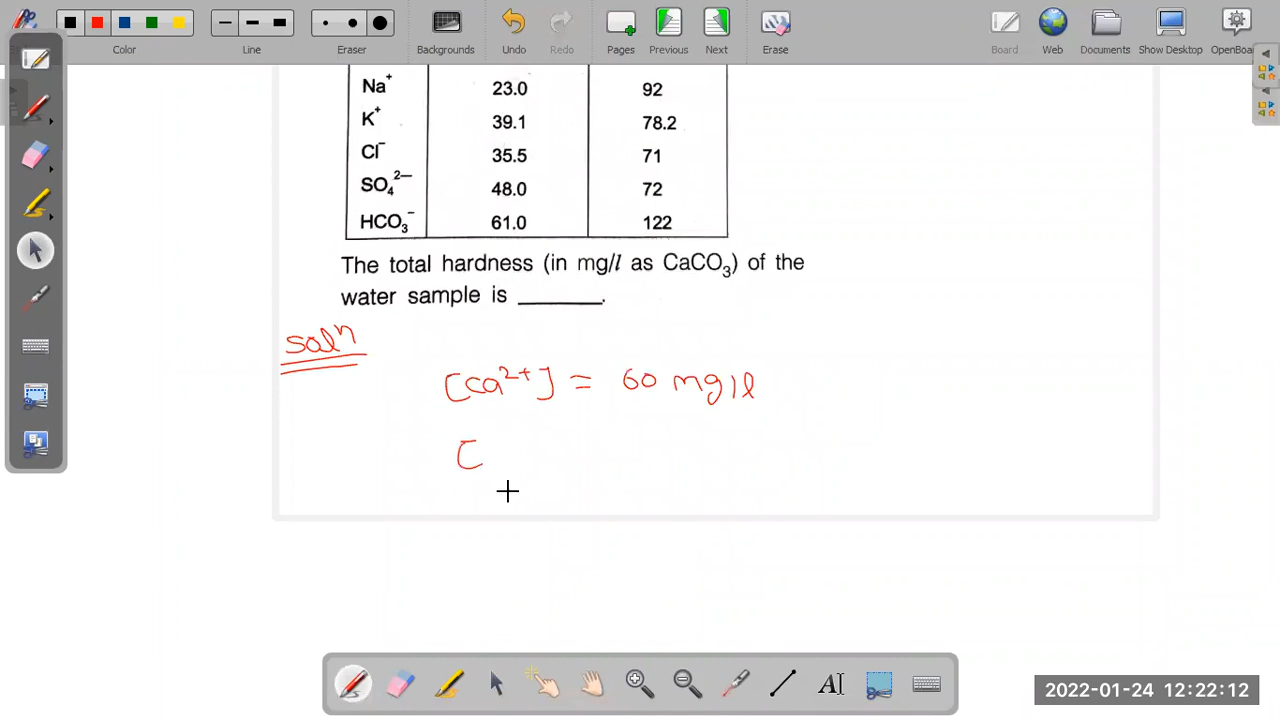 Color
Line
Eraser
Backgrounds
Undo
Redo
Pages
Previous
Next
Erase
Board
Web
Documents
Show Desktop
OpenBoa
Na⁺ 23.0 92
K⁺ 39.1 78.2
Cl⁻ 35.5 71
SO₄²⁻ 48.0 72
HCO₃⁻ 61.0 122
The total hardness (in mg/l as CaCO₃) of the
water sample is ________.
Solⁿ
[Ca²⁺] = 60 mg/l
[
AI
2022-01-24 12:22:12